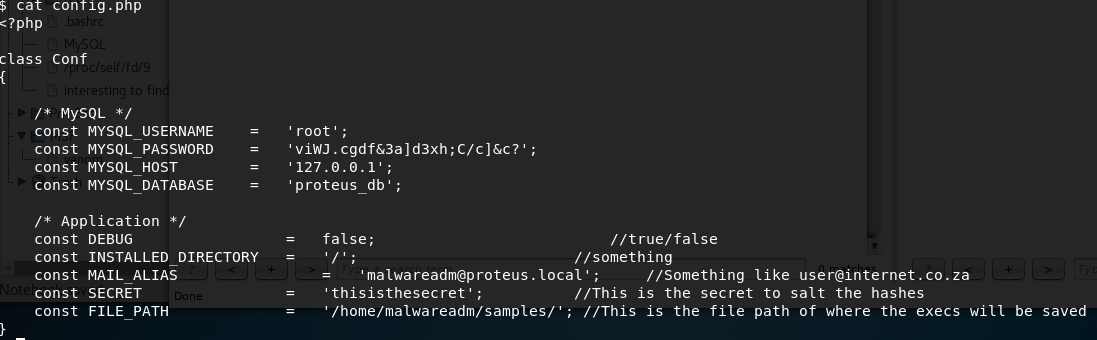 $ cat config.php
<?php
.bashrc
MySQL
class Conf
/proc/self/fd/9
{
interesting to find
/* MySQL */
const MYSQL_USERNAME = 'root';
const MYSQL_PASSWORD = 'viWJ.cgdf&3a]d3xh;C/c]&c?';
const MYSQL_HOST = '127.0.0.1';
const MYSQL_DATABASE = 'proteus_db';
/* Application */
const DEBUG = false; //true/false
const INSTALLED_DIRECTORY = '/'; //something
const MAIL_ALIAS = 'malwareadm@proteus.local'; //Something like user@internet.co.za
const SECRET = 'thisisthesecret'; //This is the secret to salt the hashes
Done
const FILE_PATH = '/home/malwareadm/samples/'; //This is the file path of where the execs will be saved
}